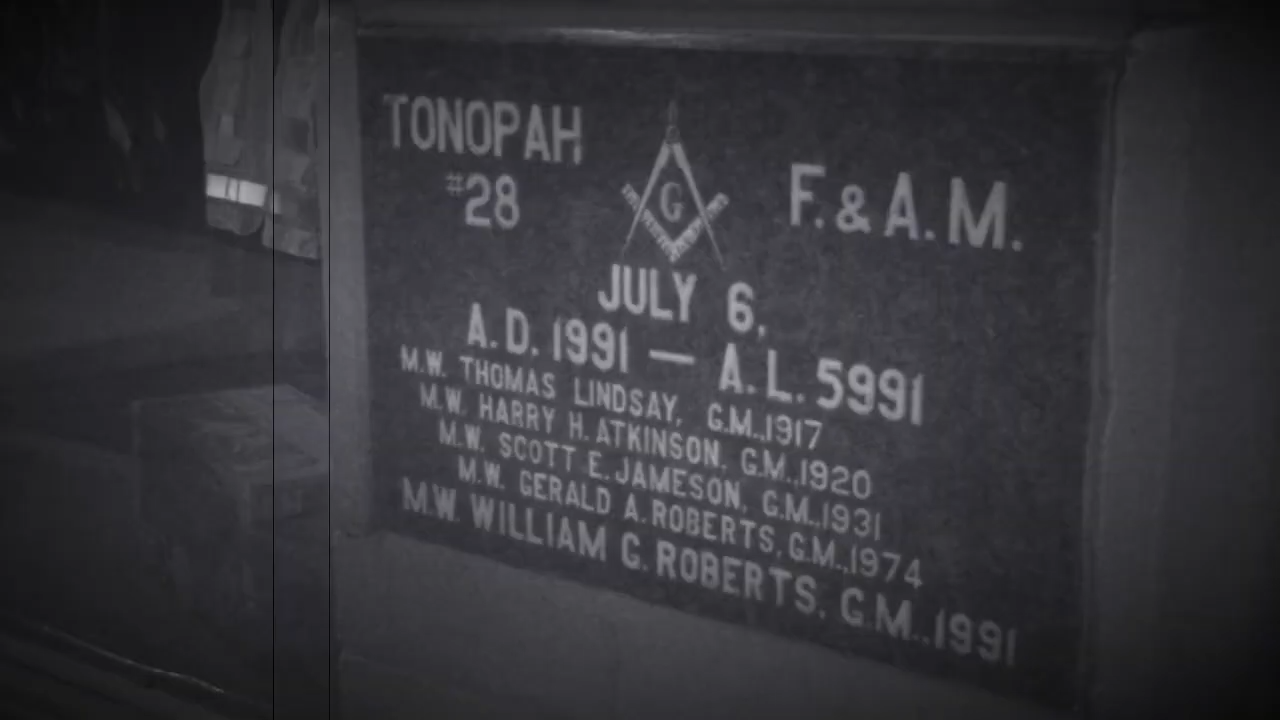 TONOPAH
#28
G
F. & A. M.
JULY 6,
A. D. 1991 — A. L. 5991
M.W. THOMAS LINDSAY, G.M., 1917
M.W. HARRY H. ATKINSON, G.M., 1920
M.W. SCOTT E. JAMESON, G.M., 1931
M.W. GERALD A. ROBERTS, G.M., 1974
M.W. WILLIAM G. ROBERTS, G.M., 1991